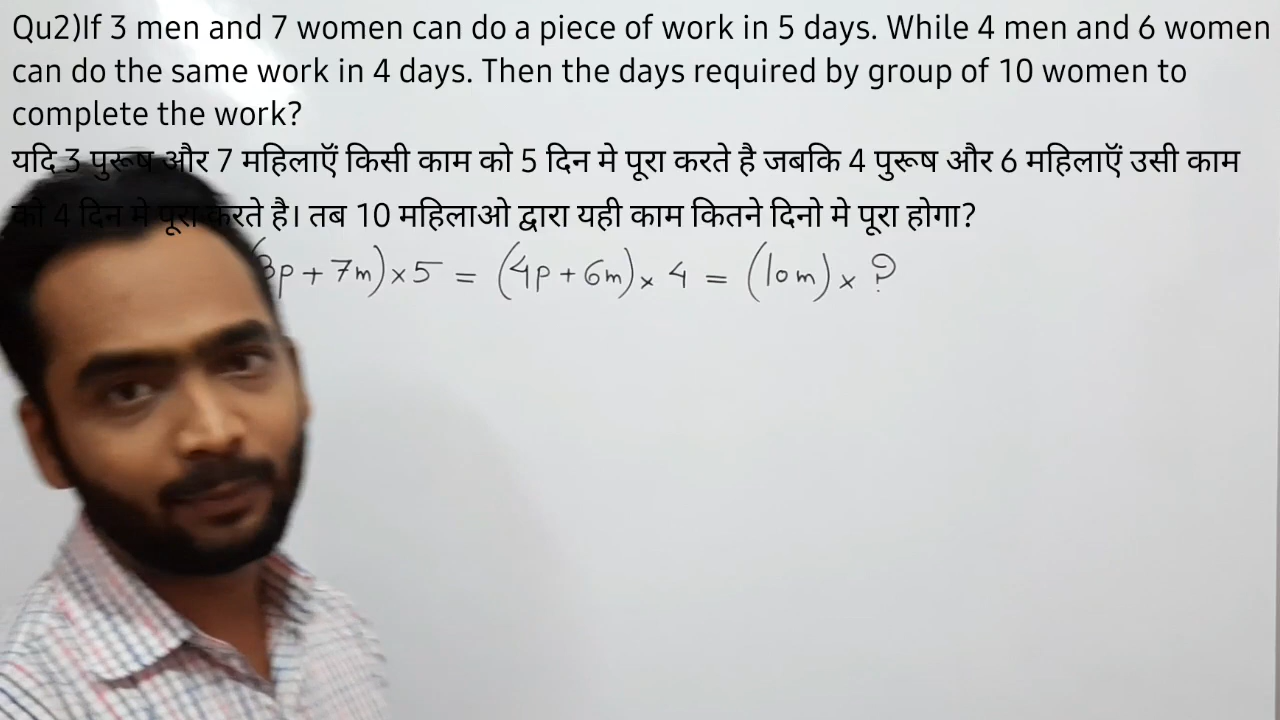 Qu2)If 3 men and 7 women can do a piece of work in 5 days. While 4 men and 6 women
can do the same work in 4 days. Then the days required by group of 10 women to
complete the work?
यदि 3 पुरूष और 7 महिलाऍं किसी काम को 5 दिन मे पूरा करते है जबकि 4 पुरूष और 6 महिलाऍं उसी काम
को 4 दिन मे पूरा करते है। तब 10 महिलाओ द्वारा यही काम कितने दिनो मे पूरा होगा?
(3p + 7m) × 5 = (4p + 6m) × 4 = (10m) × ?